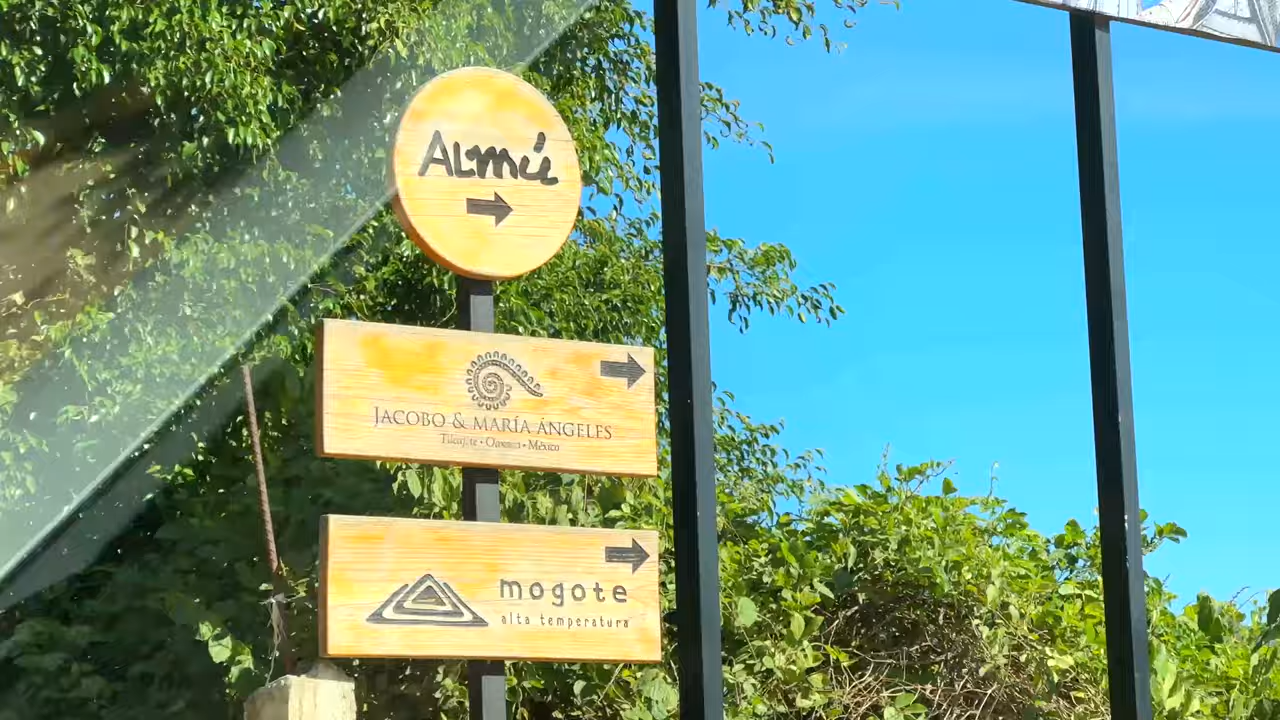 ALMú
JACOBO & MARÍA ÁNGELES
Tilcajete • Oaxaca • México
mogote
alta temperatura